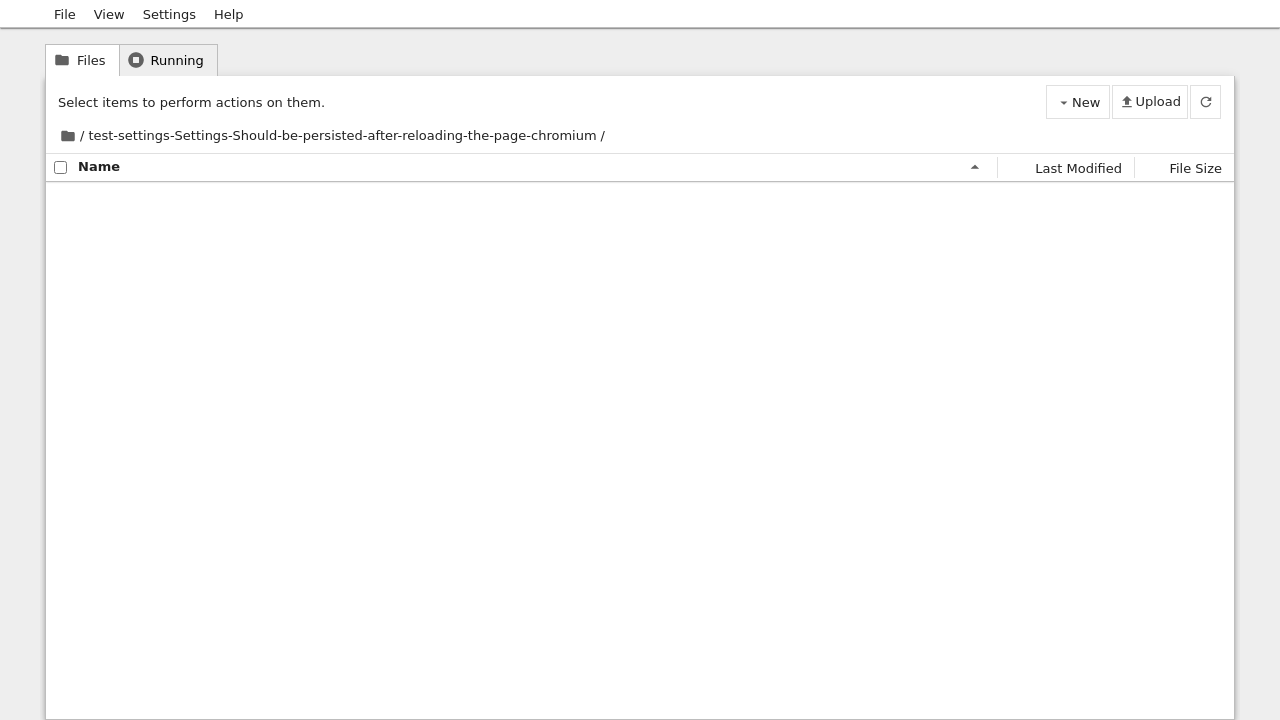 File View Settings Help
Files Running
Select items to perform actions on them. New Upload
/ test-settings-Settings-Should-be-persisted-after-reloading-the-page-chromium /
Name Last Modified File Size